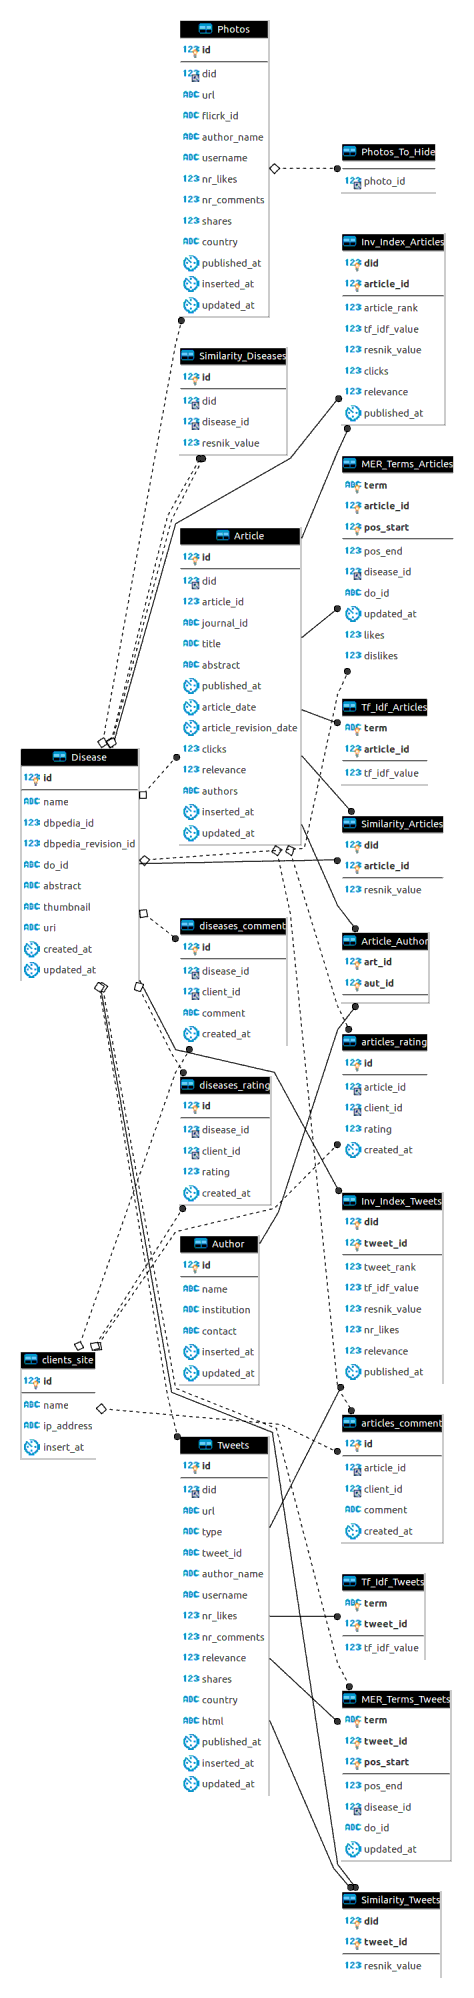 Photos
123 id
123 did
ABC url
ABC flicrk_id
ABC author_name
ABC username
123 nr_likes
123 nr_comments
123 shares
ABC country
published_at
inserted_at
updated_at
Photos_To_Hide
123 photo_id
Inv_Index_Articles
123 did
123 article_id
123 article_rank
123 tf_idf_value
123 resnik_value
123 clicks
123 relevance
published_at
Similarity_Diseases
123 id
123 did
123 disease_id
123 resnik_value
MER_Terms_Articles
ABC term
123 article_id
123 pos_start
123 pos_end
123 disease_id
ABC do_id
updated_at
123 likes
123 dislikes
Article
123 id
123 did
123 article_id
ABC journal_id
ABC title
ABC abstract
published_at
article_date
article_revision_date
123 clicks
123 relevance
ABC authors
inserted_at
updated_at
Tf_Idf_Articles
ABC term
123 article_id
123 tf_idf_value
Disease
123 id
ABC name
123 dbpedia_id
123 dbpedia_revision_id
ABC do_id
ABC abstract
ABC thumbnail
ABC uri
created_at
updated_at
Similarity_Articles
123 did
123 article_id
123 resnik_value
diseases_comment
123 id
123 disease_id
123 client_id
ABC comment
created_at
Article_Author
123 art_id
123 aut_id
articles_rating
123 id
123 article_id
123 client_id
123 rating
created_at
diseases_rating
123 id
123 disease_id
123 client_id
123 rating
created_at
Inv_Index_Tweets
123 did
123 tweet_id
123 tweet_rank
123 tf_idf_value
123 resnik_value
123 nr_likes
123 relevance
published_at
Author
123 id
ABC name
ABC institution
ABC contact
inserted_at
updated_at
clients_site
123 id
ABC name
ABC ip_address
insert_at
articles_comment
123 id
123 article_id
123 client_id
ABC comment
created_at
Tweets
123 id
123 did
ABC url
ABC type
ABC tweet_id
ABC author_name
ABC username
123 nr_likes
123 nr_comments
123 relevance
123 shares
ABC country
ABC html
published_at
inserted_at
updated_at
Tf_Idf_Tweets
ABC term
123 tweet_id
123 tf_idf_value
MER_Terms_Tweets
ABC term
123 tweet_id
123 pos_start
123 pos_end
123 disease_id
ABC do_id
updated_at
Similarity_Tweets
123 did
123 tweet_id
123 resnik_value